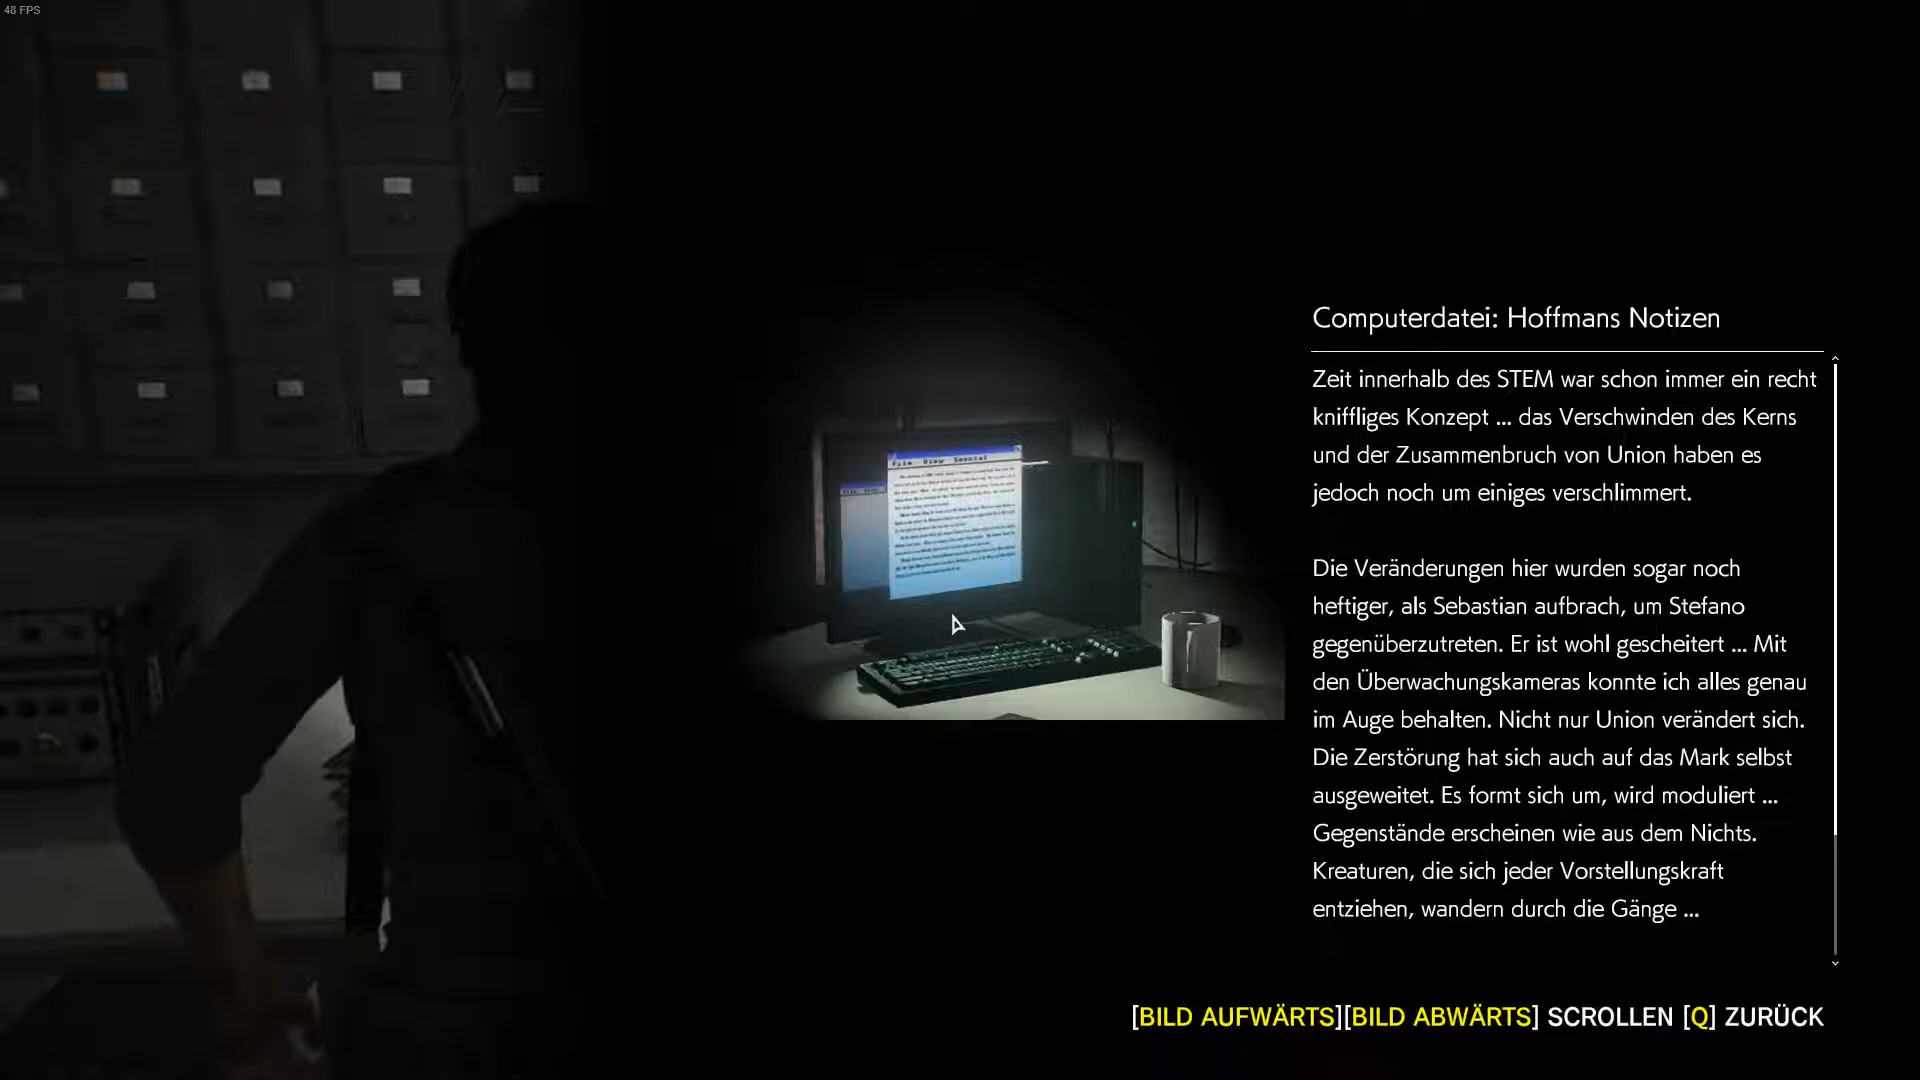 48 FPS
File View Special
Computerdatei: Hoffmans Notizen
Zeit innerhalb des STEM war schon immer ein recht
kniffliges Konzept ... das Verschwinden des Kerns
und der Zusammenbruch von Union haben es
jedoch noch um einiges verschlimmert.
Die Veränderungen hier wurden sogar noch
heftiger, als Sebastian aufbrach, um Stefano
gegenüberzutreten. Er ist wohl gescheitert ... Mit
den Überwachungskameras konnte ich alles genau
im Auge behalten. Nicht nur Union verändert sich.
Die Zerstörung hat sich auch auf das Mark selbst
ausgeweitet. Es formt sich um, wird moduliert ...
Gegenstände erscheinen wie aus dem Nichts.
Kreaturen, die sich jeder Vorstellungskraft
entziehen, wandern durch die Gänge ...
[BILD AUFWÄRTS][BILD ABWÄRTS] SCROLLEN [Q] ZURÜCK